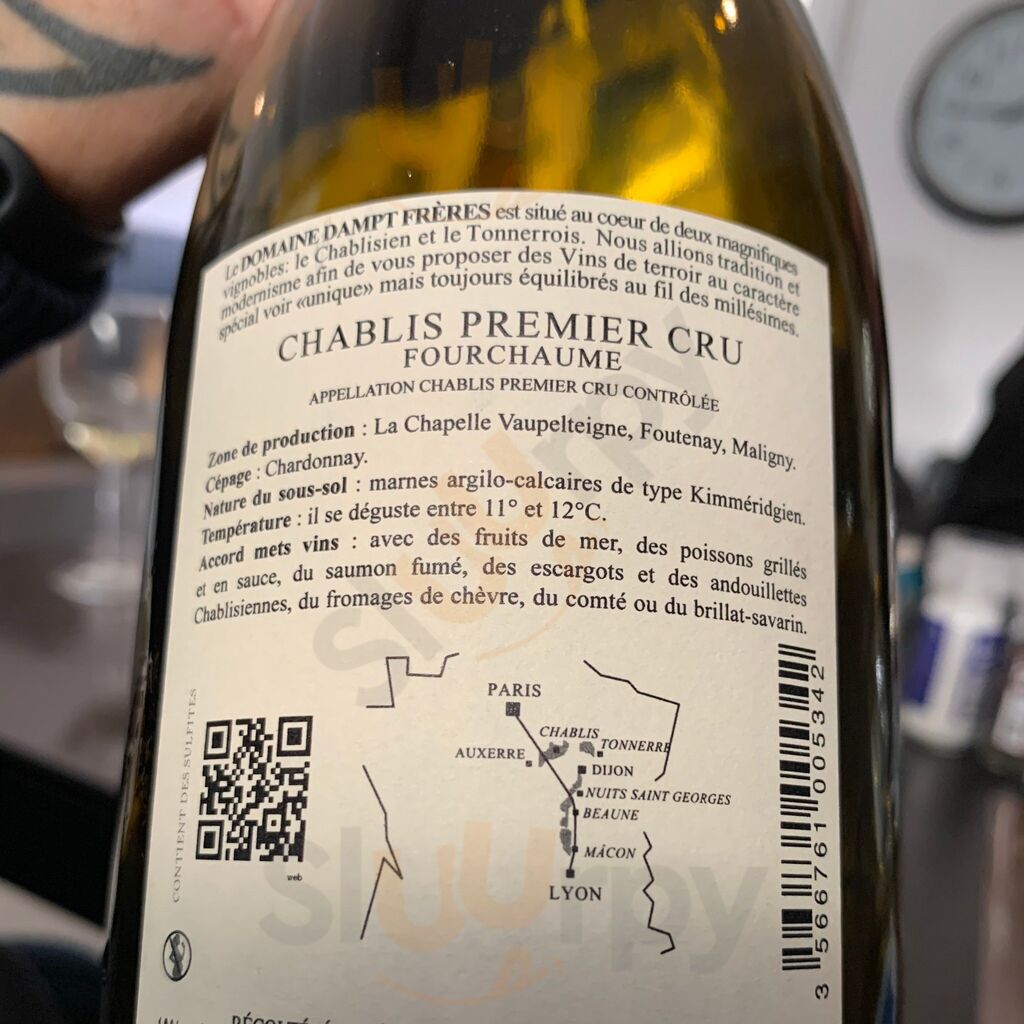 Le DOMAINE DAMPT FRÈRES est situé au coeur de deux magnifiques
vignobles: le Chablisien et le Tonnerrois. Nous allions tradition et
modernisme afin de vous proposer des Vins de terroir au caractère
spécial voir «unique» mais toujours équilibrés au fil des millésimes.
CHABLIS PREMIER CRU
FOURCHAUME
APPELLATION CHABLIS PREMIER CRU CONTRÔLÉE
Zone de production : La Chapelle Vaupelteigne, Foutenay, Maligny.
Cépage : Chardonnay.
Nature du sous-sol : marnes argilo-calcaires de type Kimméridgien.
Température : il se déguste entre 11° et 12°C.
Accord mets vins : avec des fruits de mer, des poissons grillés
et en sauce, du saumon fumé, des escargots et des andouillettes
Chablisiennes, du fromages de chèvre, du comté ou du brillat-savarin.
PARIS
CHABLIS
TONNERRE
AUXERRE
DIJON
NUITS SAINT GEORGES
BEAUNE
MÂCON
LYON
CONTIENT DES SULFITES
web
3 566761 005342
Sluurpy
Sluurpy